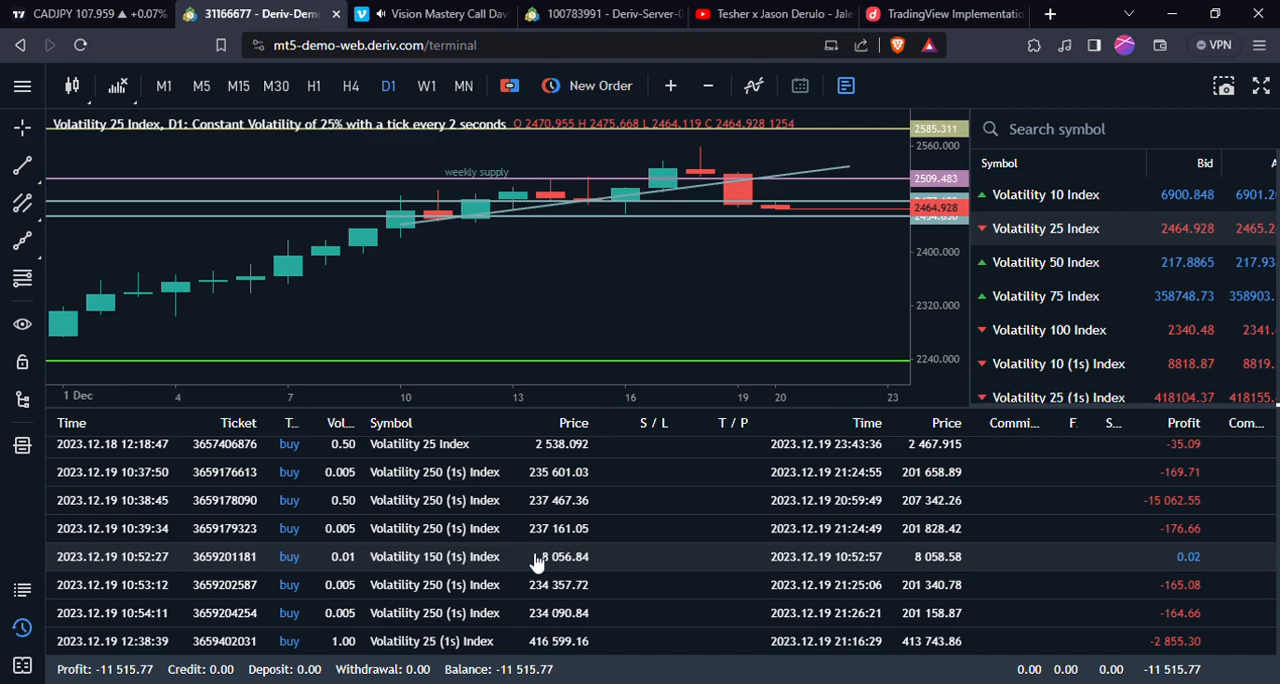 CADJPY 107.959 ▲ +0.07%
31166677 - Deriv-Dem
Vision Mastery Call Dav
100783991 - Deriv-Server-0
Tesher x Jason Derulo - Jale
TradingView Implementatio
mt5-demo-web.deriv.com/terminal
VPN
M1 M5 M15 M30 H1 H4 D1 W1 MN New Order
Volatility 25 Index, D1: Constant Volatility of 25% with a tick every 2 seconds O 2470.955 H 2475.668 L 2464.119 C 2464.928 1254
weekly supply
2585.311
2560.000
2509.483
2464.928
2400.000
2320.000
2240.000
1 Dec 4 7 10 13 16 19 20 23
Search symbol
Symbol Bid A
Volatility 10 Index 6900.848 6901.2
Volatility 25 Index 2464.928 2465.2
Volatility 50 Index 217.8865 217.93
Volatility 75 Index 358748.73 358903.
Volatility 100 Index 2340.48 2341.
Volatility 10 (1s) Index 8818.87 8819.
Volatility 25 (1s) Index 418104.37 418155.
Time Ticket T... Vol... Symbol Price S / L T / P Time Price Commi... F. S... Profit Com...
2023.12.18 12:18:47 3657406876 buy 0.50 Volatility 25 Index 2 538.092 2023.12.19 23:43:36 2 467.915 -35.09
2023.12.19 10:37:50 3659176613 buy 0.005 Volatility 250 (1s) Index 235 601.03 2023.12.19 21:24:55 201 658.89 -169.71
2023.12.19 10:38:45 3659178090 buy 0.50 Volatility 250 (1s) Index 237 467.36 2023.12.19 20:59:49 207 342.26 -15 062.55
2023.12.19 10:39:34 3659179323 buy 0.005 Volatility 250 (1s) Index 237 161.05 2023.12.19 21:24:49 201 828.42 -176.66
2023.12.19 10:52:27 3659201181 buy 0.01 Volatility 150 (1s) Index 8 056.84 2023.12.19 10:52:57 8 058.58 0.02
2023.12.19 10:53:12 3659202587 buy 0.005 Volatility 250 (1s) Index 234 357.72 2023.12.19 21:25:06 201 340.78 -165.08
2023.12.19 10:54:11 3659204254 buy 0.005 Volatility 250 (1s) Index 234 090.84 2023.12.19 21:26:21 201 158.87 -164.66
2023.12.19 12:38:39 3659402031 buy 1.00 Volatility 25 (1s) Index 416 599.16 2023.12.19 21:16:29 413 743.86 -2 855.30
Profit: -11 515.77 Credit: 0.00 Deposit: 0.00 Withdrawal: 0.00 Balance: -11 515.77 0.00 0.00 0.00 -11 515.77